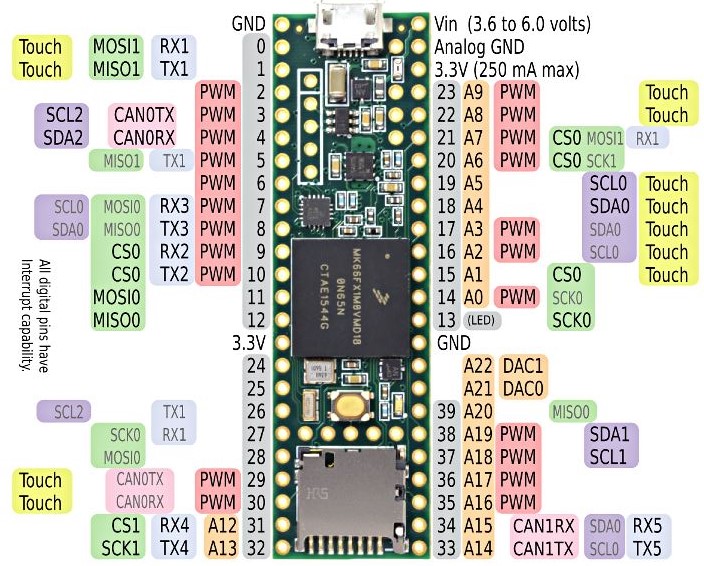 GND Vin (3.6 to 6.0 volts)
Touch MOSI1 RX1 0 Analog GND
Touch MISO1 TX1 1 3.3V (250 mA max)
PWM 2 23 A9 PWM Touch
SCL2 CAN0TX PWM 3 22 A8 PWM Touch
SDA2 CAN0RX PWM 4 21 A7 PWM CS0 MOSI1 RX1
MISO1 TX1 PWM 5 20 A6 PWM CS0 SCK1
PWM 6 19 A5 SCL0 Touch
SCL0 MOSI0 RX3 PWM 7 18 A4 SDA0 Touch
SDA0 MISO0 TX3 PWM 8 17 A3 PWM SDA0 Touch
CS0 RX2 PWM 9 16 A2 PWM SCL0 Touch
CS0 TX2 PWM 10 15 A1 CS0 Touch
MOSI0 11 14 A0 PWM SCK0
MISO0 12 13 (LED) SCK0
3.3V GND
24 A22 DAC1
25 A21 DAC0
SCL2 TX1 26 39 A20 MISO0
SCK0 RX1 27 38 A19 PWM SDA1
MOSI0 28 37 A18 PWM SCL1
Touch CAN0TX PWM 29 36 A17 PWM
Touch CAN0RX PWM 30 35 A16 PWM
CS1 RX4 A12 31 34 A15 CAN1RX SDA0 RX5
SCK1 TX4 A13 32 33 A14 CAN1TX SCL0 TX5
All digital pins have
Interrupt capability.
MK66FX1M0VMD18
0N65N
CTAE1544G
HRS